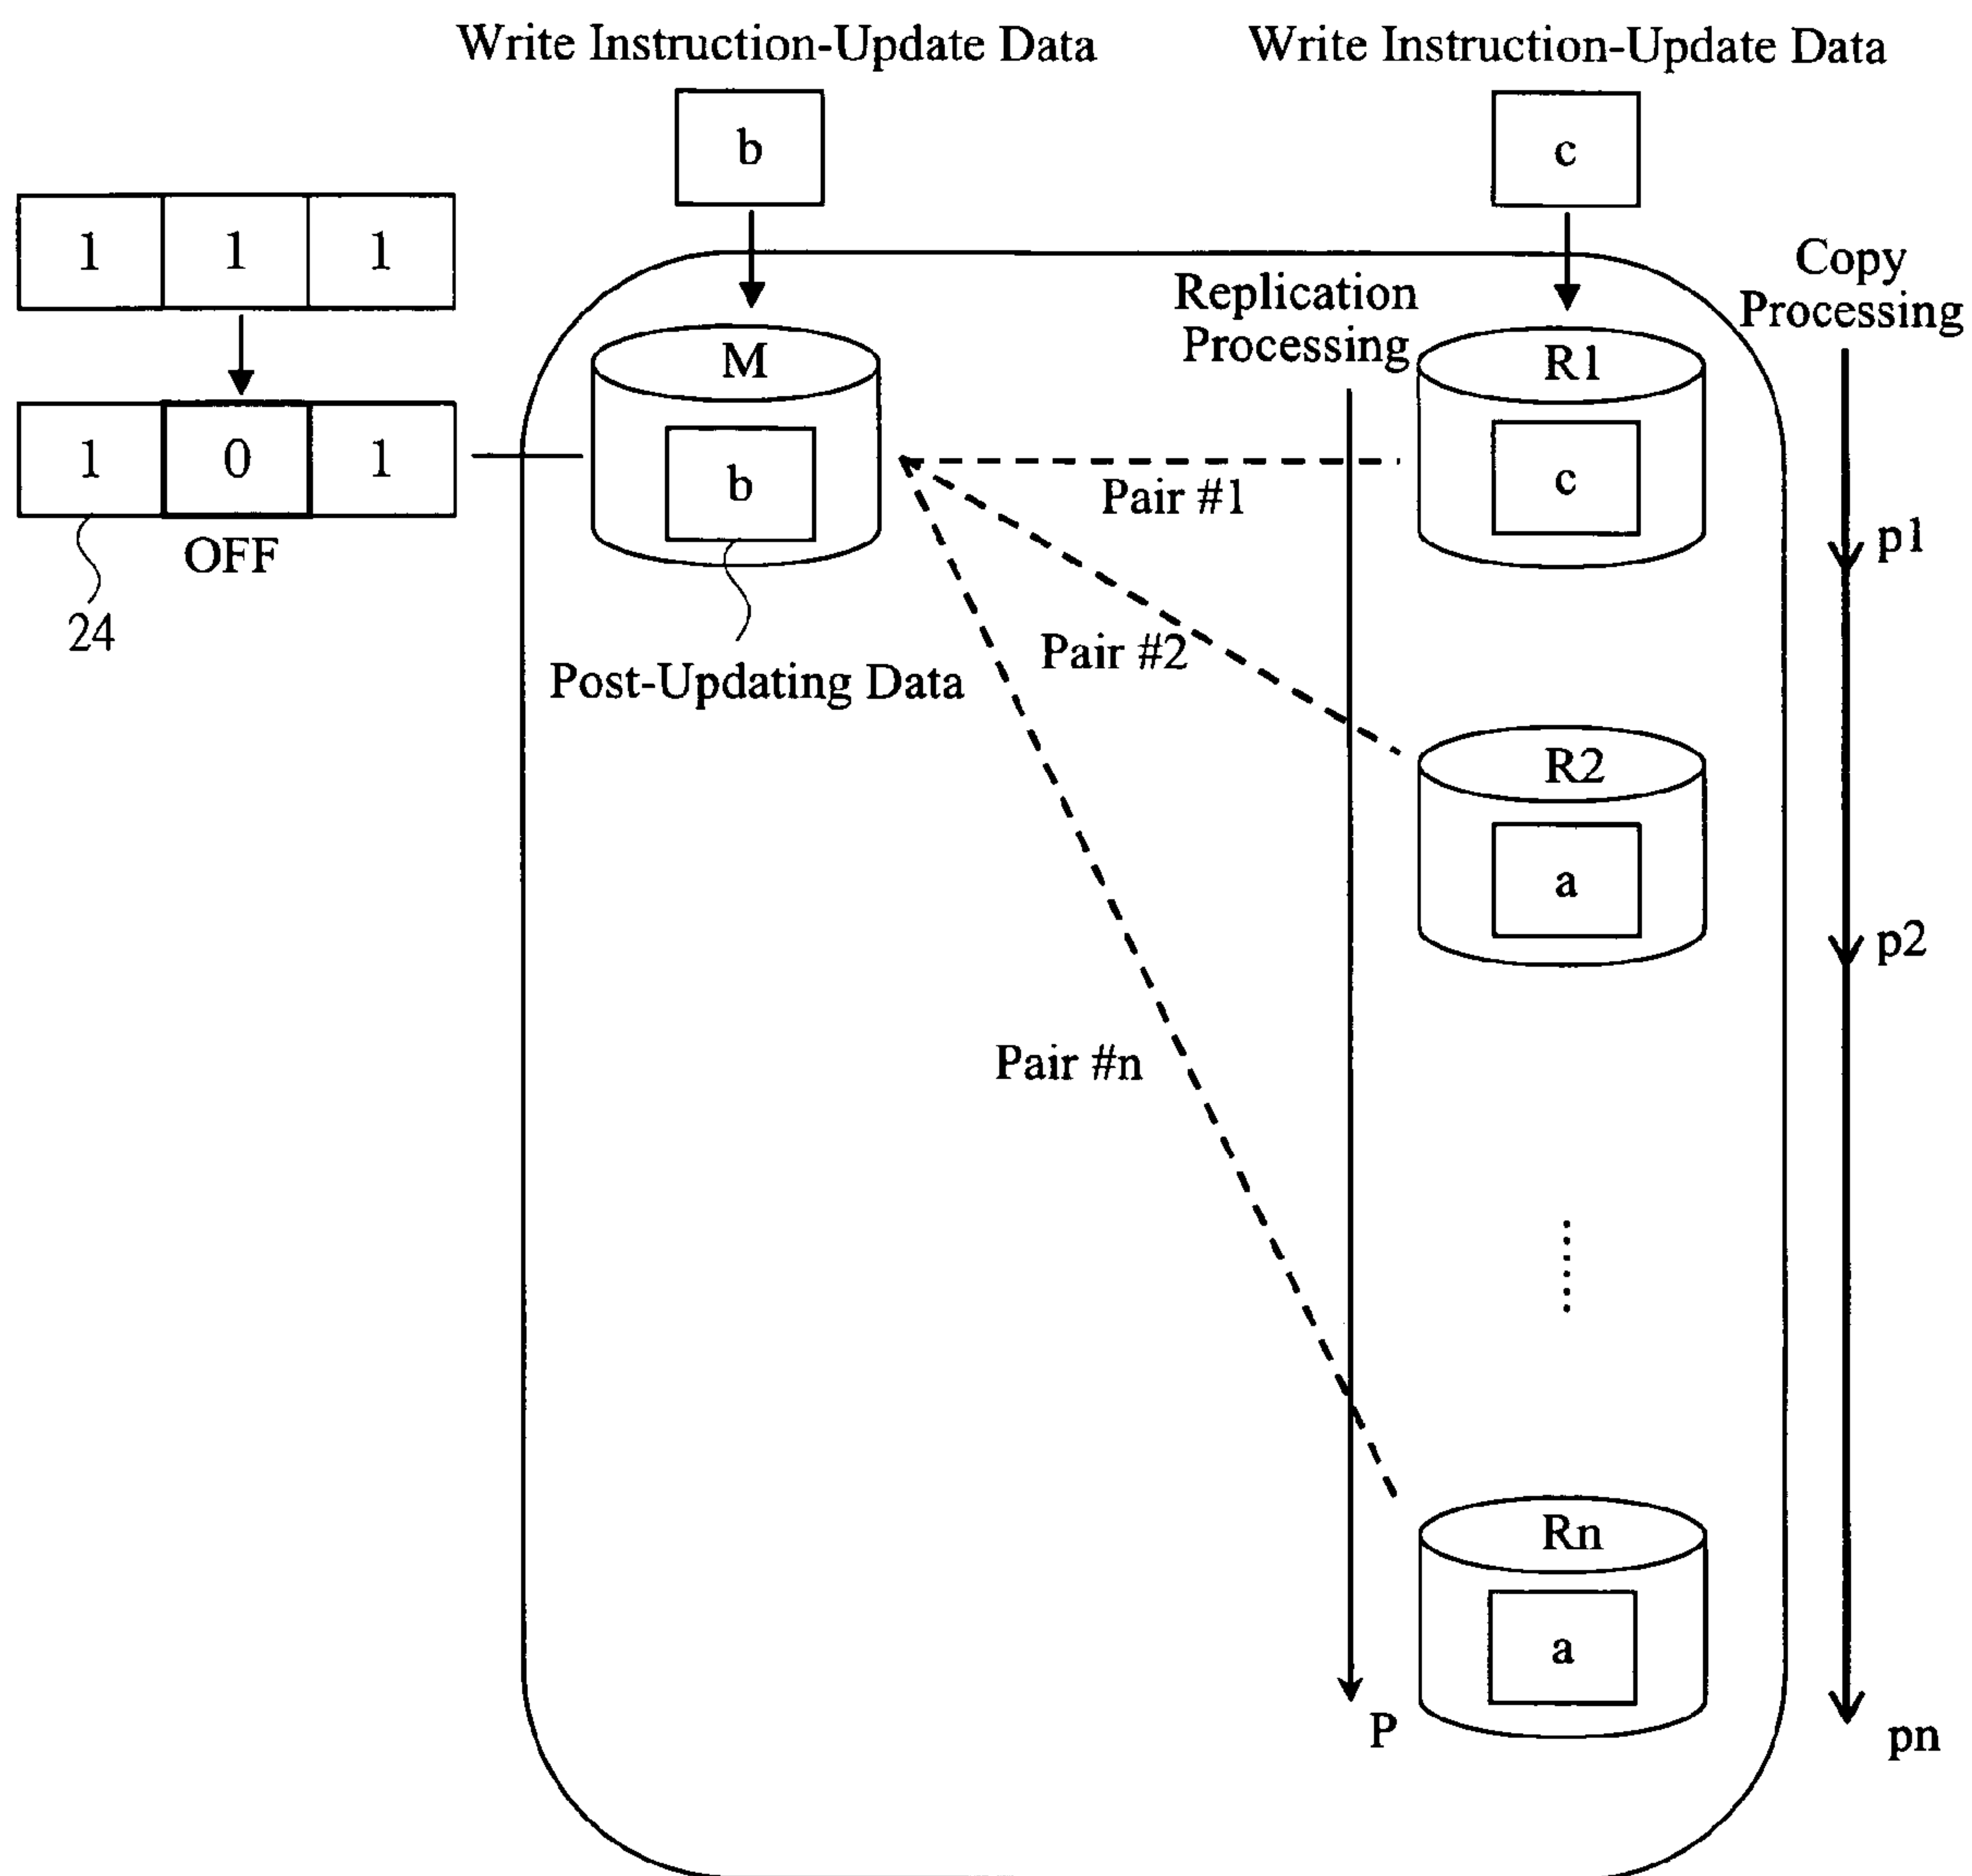 Write Instruction-Update Data
Write Instruction-Update Data
b
c
1 1 1
Copy
Processing
Replication
Processing
M
R1
1 0 1
b
c
Pair #1
OFF
p1
24
Pair #2
Post-Updating Data
R2
a
p2
Pair #n
Rn
a
P
pn